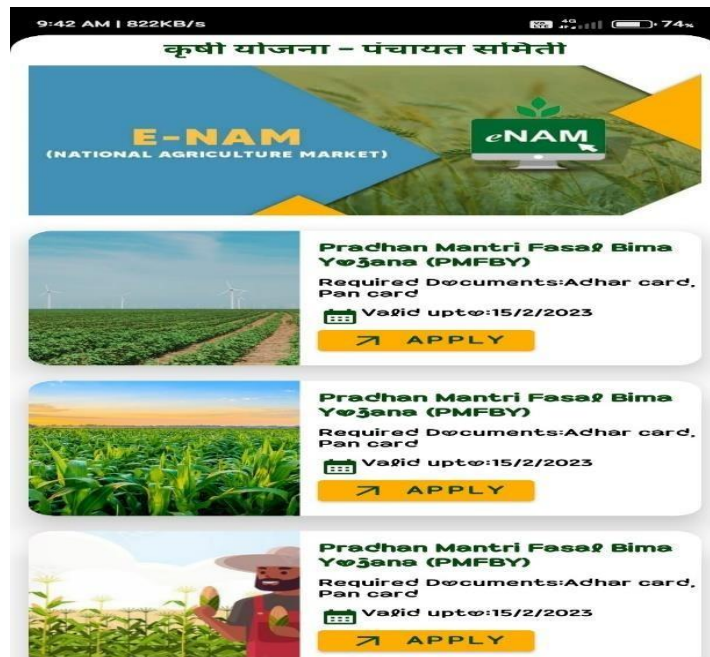 9:42 AM | 822KB/s
Vo LTE 4G 74%
कृषी योजना - पंचायत समिती
E-NAM
(NATIONAL AGRICULTURE MARKET)
eNAM
Pradhan Mantri Fasal Bima
Yojana (PMFBY)
Required Documents:Adhar card,
Pan card
Valid upto:15/2/2023
APPLY
Pradhan Mantri Fasal Bima
Yojana (PMFBY)
Required Documents:Adhar card,
Pan card
Valid upto:15/2/2023
APPLY
Pradhan Mantri Fasal Bima
Yojana (PMFBY)
Required Documents:Adhar card,
Pan card
Valid upto:15/2/2023
APPLY